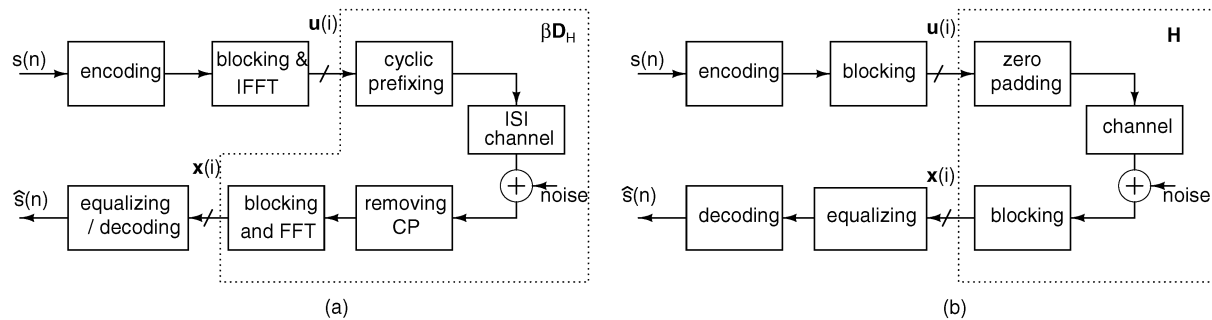 u(i)
βD_H
s(n)
encoding
blocking &
IFFT
cyclic
prefixing
ISI
channel
x(i)
ŝ(n)
equalizing
/ decoding
blocking
and FFT
removing
CP
+
noise
(a)
u(i)
H
s(n)
encoding
blocking
zero
padding
channel
x(i)
ŝ(n)
decoding
equalizing
blocking
+
noise
(b)